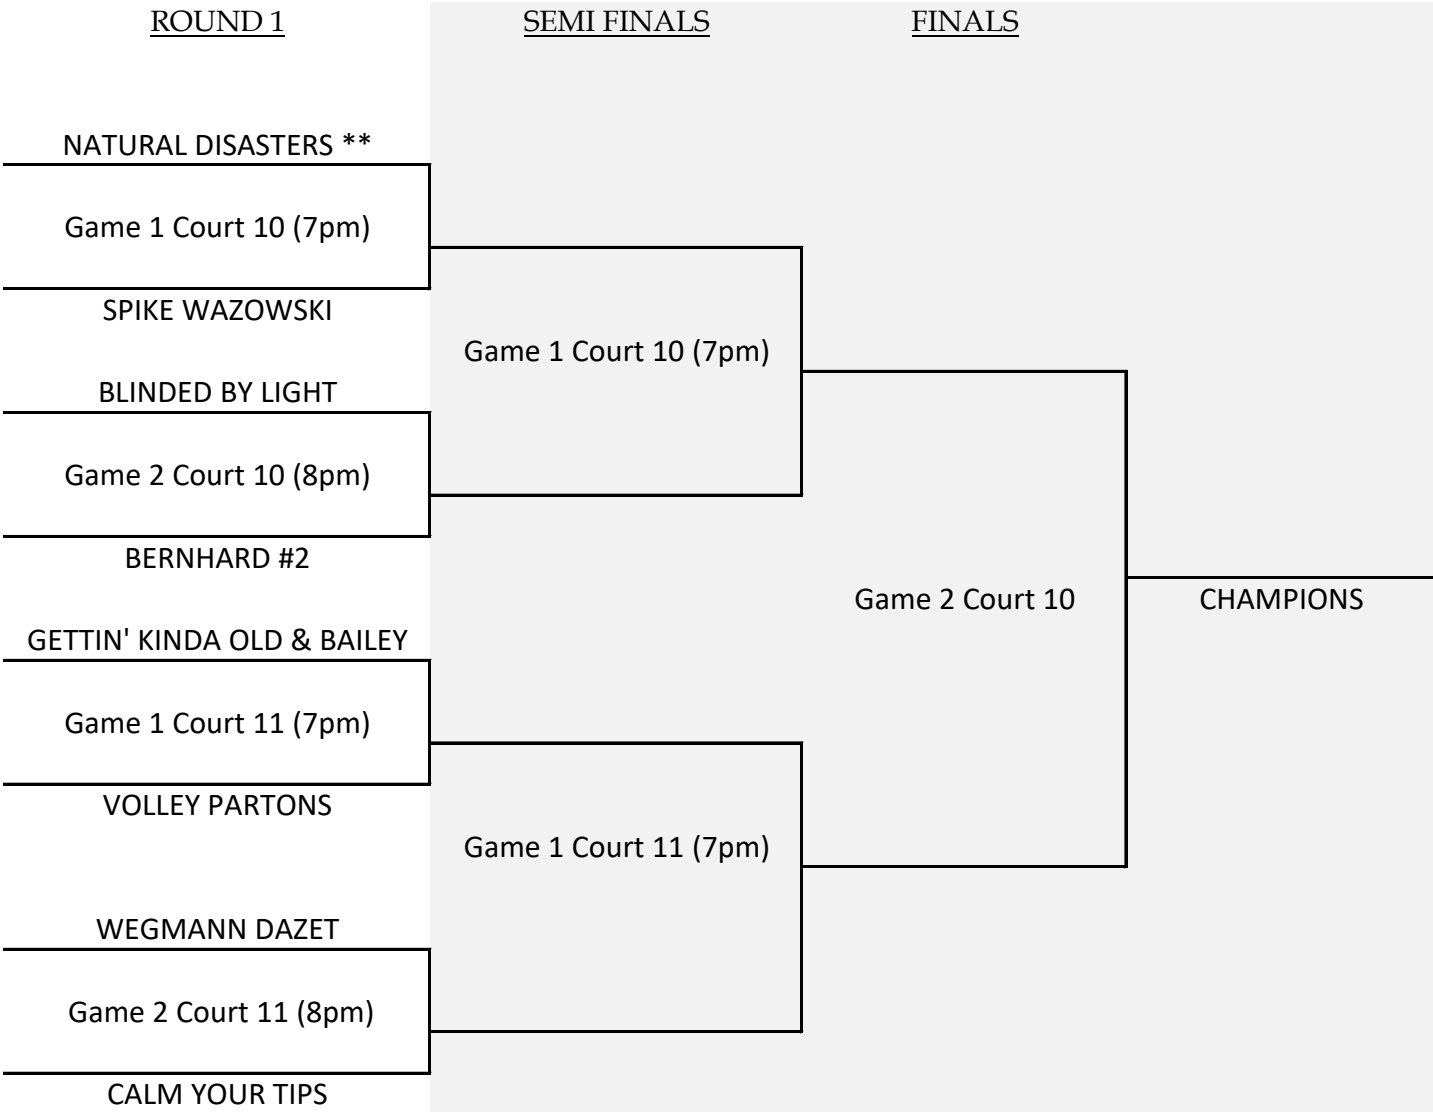 ROUND 1
SEMI FINALS
FINALS
NATURAL DISASTERS **
Game 1 Court 10 (7pm)
SPIKE WAZOWSKI
Game 1 Court 10 (7pm)
BLINDED BY LIGHT
Game 2 Court 10 (8pm)
BERNHARD #2
Game 2 Court 10
CHAMPIONS
GETTIN' KINDA OLD & BAILEY
Game 1 Court 11 (7pm)
VOLLEY PARTONS
Game 1 Court 11 (7pm)
WEGMANN DAZET
Game 2 Court 11 (8pm)
CALM YOUR TIPS